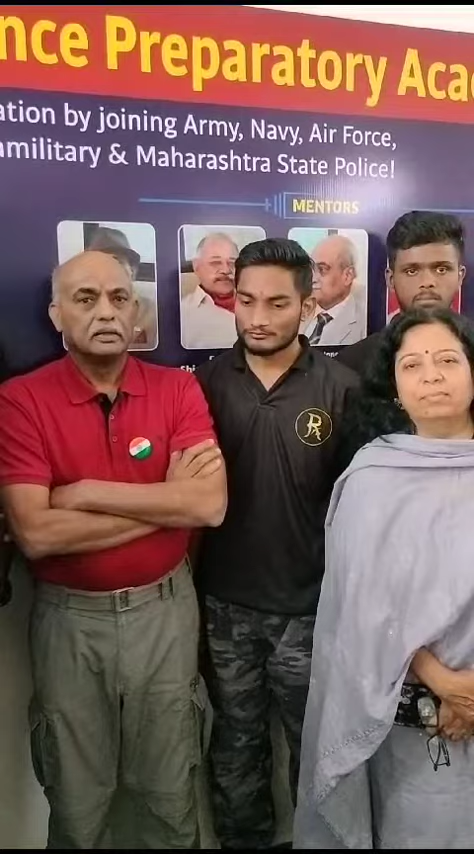 nce Preparatory Aca
ation by joining Army, Navy, Air Force,
amilitary & Maharashtra State Police!
MENTORS